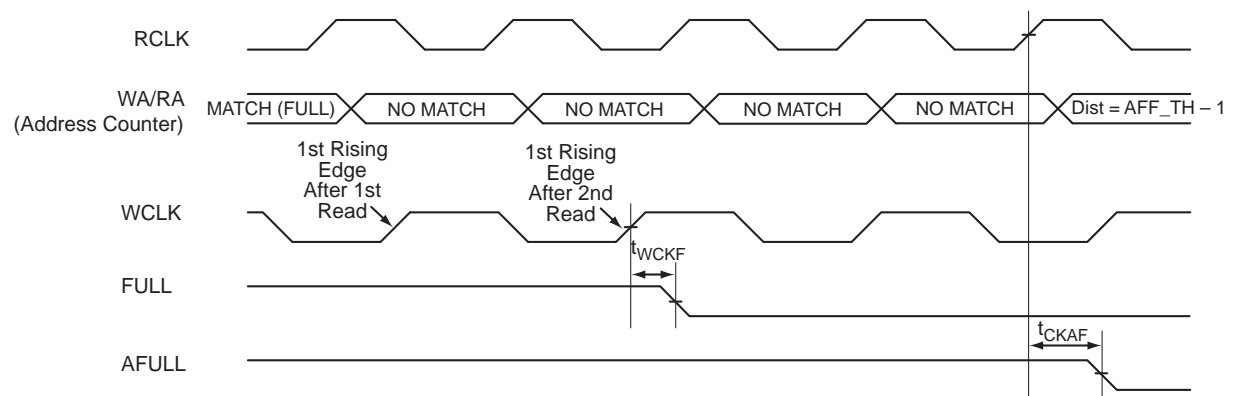 RCLK
WA/RA
(Address Counter)
MATCH (FULL)
NO MATCH
NO MATCH
NO MATCH
NO MATCH
Dist = AFF_TH – 1
1st Rising
Edge
After 1st
Read
1st Rising
Edge
After 2nd
Read
WCLK
tWCKF
FULL
tCKAF
AFULL